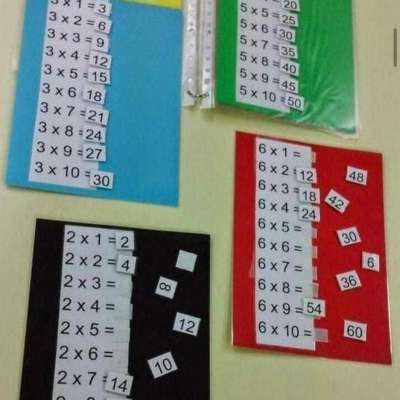 3 x 1 = 3
3 x 2 = 6
3 x 3 = 9
3 x 4 = 12
3 x 5 = 15
3 x 6 18
3 x 7 = 21
3 x 8 = 24
3 x 9 = 27
3 x 10 = 30
20
5 x 5 = 25
5 x 6 30
5 x 7 = 35
5 x 8 = 40
5 x 9 = 45
5 x 10 = 50
2 x 1 = 2
2 x 2 = 4
2 x 3 =
2 x 4 =
2 x 5 =
2 x 6 =
2 x 7 14
8
12
10
6 x 1 =
6 x 2 = 12
6 x 3 = 18
6 x 4 = 24
6 x 5 =
6 x 6 =
6 x 7 =
6 x 8 =
6 x 9 = 54
6 x 10 =
48
42
30
6
36
60